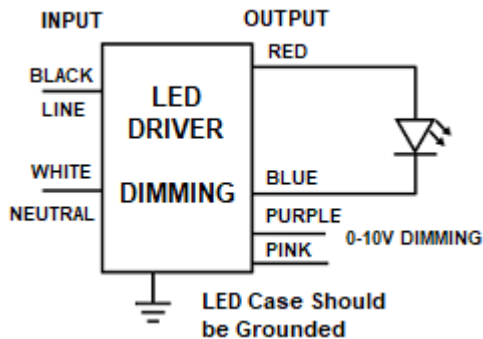 INPUT
OUTPUT
RED
BLACK
LINE
LED
DRIVER
WHITE
BLUE
DIMMING
NEUTRAL
PURPLE
0-10V DIMMING
PINK
LED Case Should
be Grounded